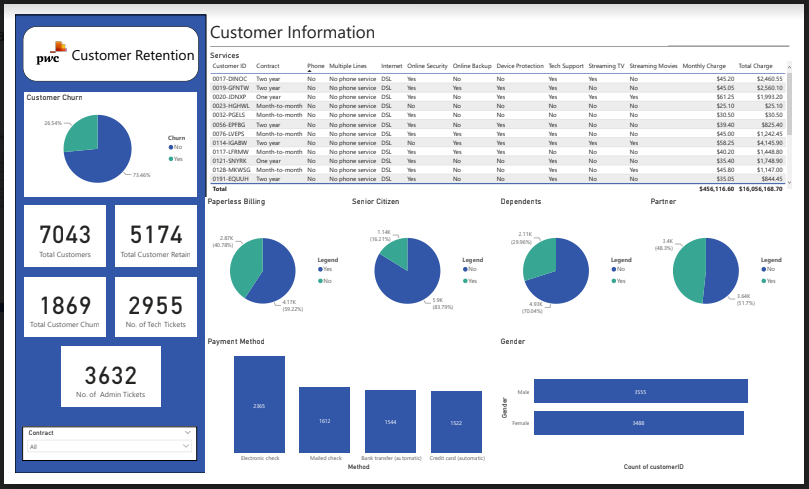 pwc Customer Retention
Customer Churn
26.54%
73.46%
Churn
No
Yes
7043
Total Customers
5174
Total Customer Retain
1869
Total Customer Churn
2955
No. of Tech Tickets
3632
No. of Admin Tickets
Contract
All
Customer Information
Services
Customer ID Contract Phone Multiple Lines Internet Online Security Online Backup Device Protection Tech Support Streaming TV Streaming Movies Monthly Charge Total Charge
0017-DINOC Two year No No phone service DSL Yes No No Yes Yes No $45.20 $2,460.55
0019-GFNTW Two year No No phone service DSL Yes Yes Yes Yes No No $45.05 $2,560.10
0020-JDNXP One year No No phone service DSL Yes No Yes Yes Yes Yes $61.25 $1,993.20
0023-HGHWL Month-to-month No No phone service DSL No No No No No No $25.10 $25.10
0032-PGELS Month-to-month No No phone service DSL Yes No No No No No $30.50 $30.50
0056-EPFBG Two year No No phone service DSL Yes No Yes Yes No No $39.40 $825.40
0076-LVEPS Month-to-month No No phone service DSL Yes Yes Yes Yes No No $45.00 $1,242.45
0114-IGABW Two year No No phone service DSL Yes No Yes Yes Yes Yes $58.25 $4,145.90
0117-LFRMW Month-to-month No No phone service DSL No Yes Yes Yes No No $40.20 $1,448.80
0121-SNYRK One year No No phone service DSL No No Yes Yes No No $35.40 $1,748.90
0128-MKWSG Month-to-month No No phone service DSL Yes No No Yes No Yes $45.80 $1,147.00
0191-EQUUH Two year No No phone service DSL No No Yes Yes No No $35.05 $844.45
Total $456,116.60 $16,056,168.70
Paperless Billing
2.87K
(40.78%)
4.17K
(59.22%)
Legend
Yes
No
Senior Citizen
1.14K
(16.21%)
5.9K
(83.79%)
Legend
No
Yes
Dependents
2.11K
(29.96%)
4.93K
(70.04%)
Legend
No
Yes
Partner
3.4K
(48.3%)
3.64K
(51.7%)
Legend
No
Yes
Payment Method
2365
1612
1544
1522
Electronic check Mailed check Bank transfer (automatic) Credit card (automatic)
Method
Gender
Gender
Male
3555
Female
3488
Count of customerID